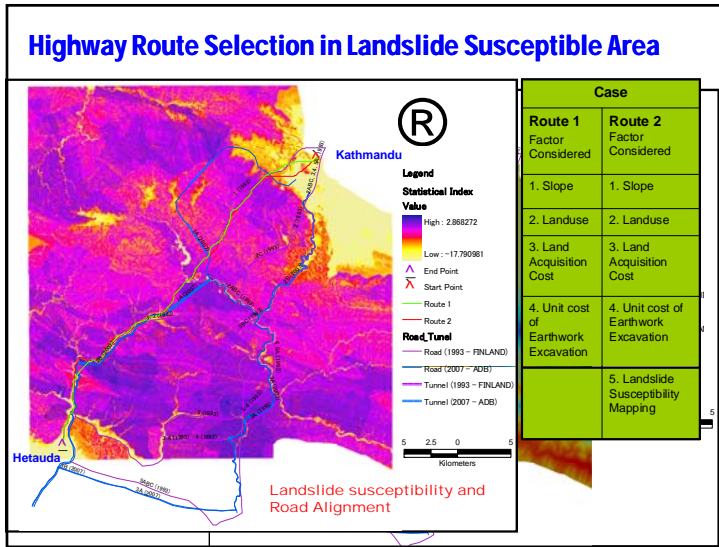 Highway Route Selection in Landslide Susceptible Area
®
Kathmandu
Hetauda
Legend
Statistical Index
Value
High : 2.868272
Low : -17.790981
End Point
Start Point
Route 1
Route 2
Road_Tunel
Road (1993 - FINLAND)
Road (2007 - ADB)
Tunnel (1993 - FINLAND)
Tunnel (2007 - ADB)
5 2.5 0 5
Kilometers
3A (2007)
Landslide susceptibility and
Road Alignment
Case
Route 1
Factor
Considered
Route 2
Factor
Considered
1. Slope
1. Slope
2. Landuse
2. Landuse
3. Land
Acquisition
Cost
3. Land
Acquisition
Cost
4. Unit cost
of
Earthwork
Excavation
4. Unit cost of
Earthwork
Excavation
5. Landslide
Susceptibility
Mapping
5